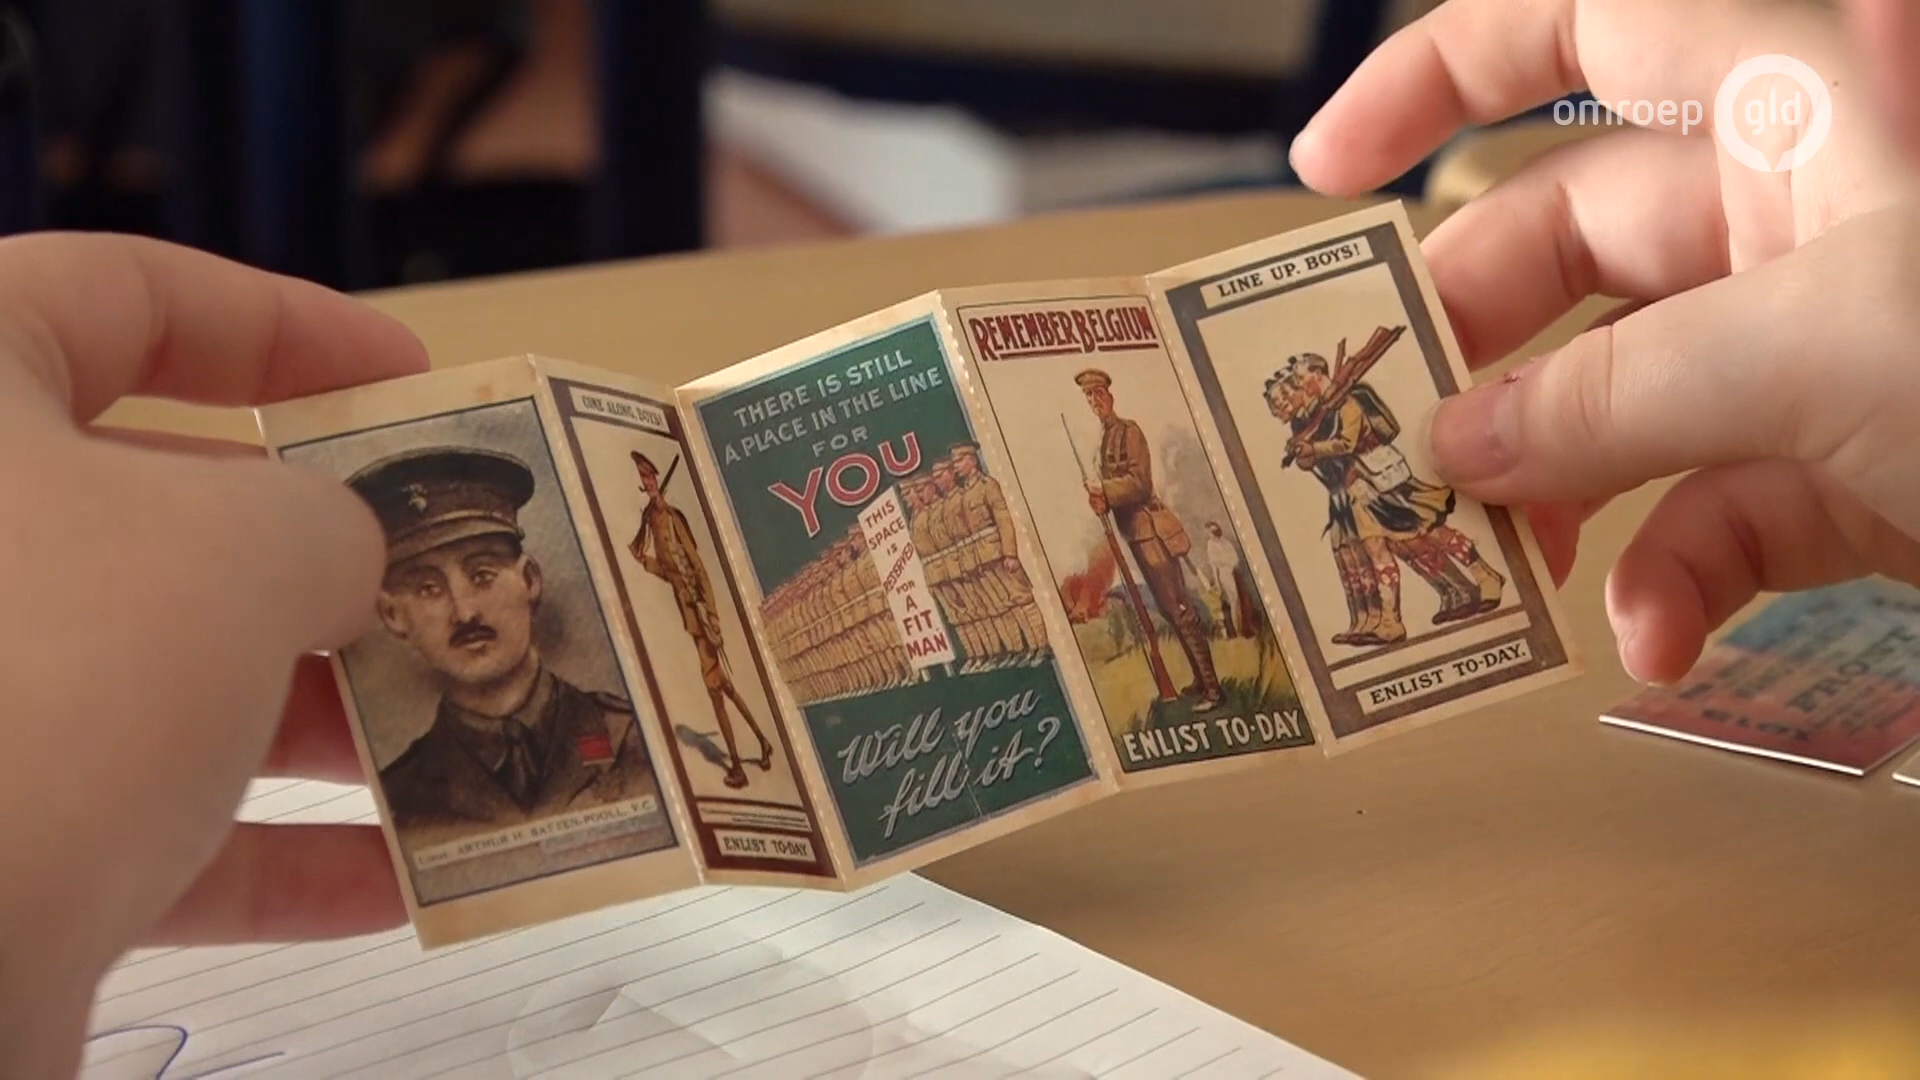 omroep gld
Lieut. ARTHUR H. BATTEN-POOLL, V.C.
COME ALONG, BOYS!
ENLIST TO-DAY
THERE IS STILL
A PLACE IN THE LINE
FOR
YOU
THIS
SPACE
IS
RESERVED
FOR
A
FIT
MAN
Will you
fill it?
REMEMBER BELGIUM
ENLIST TO-DAY
LINE UP, BOYS!
ENLIST TO-DAY.